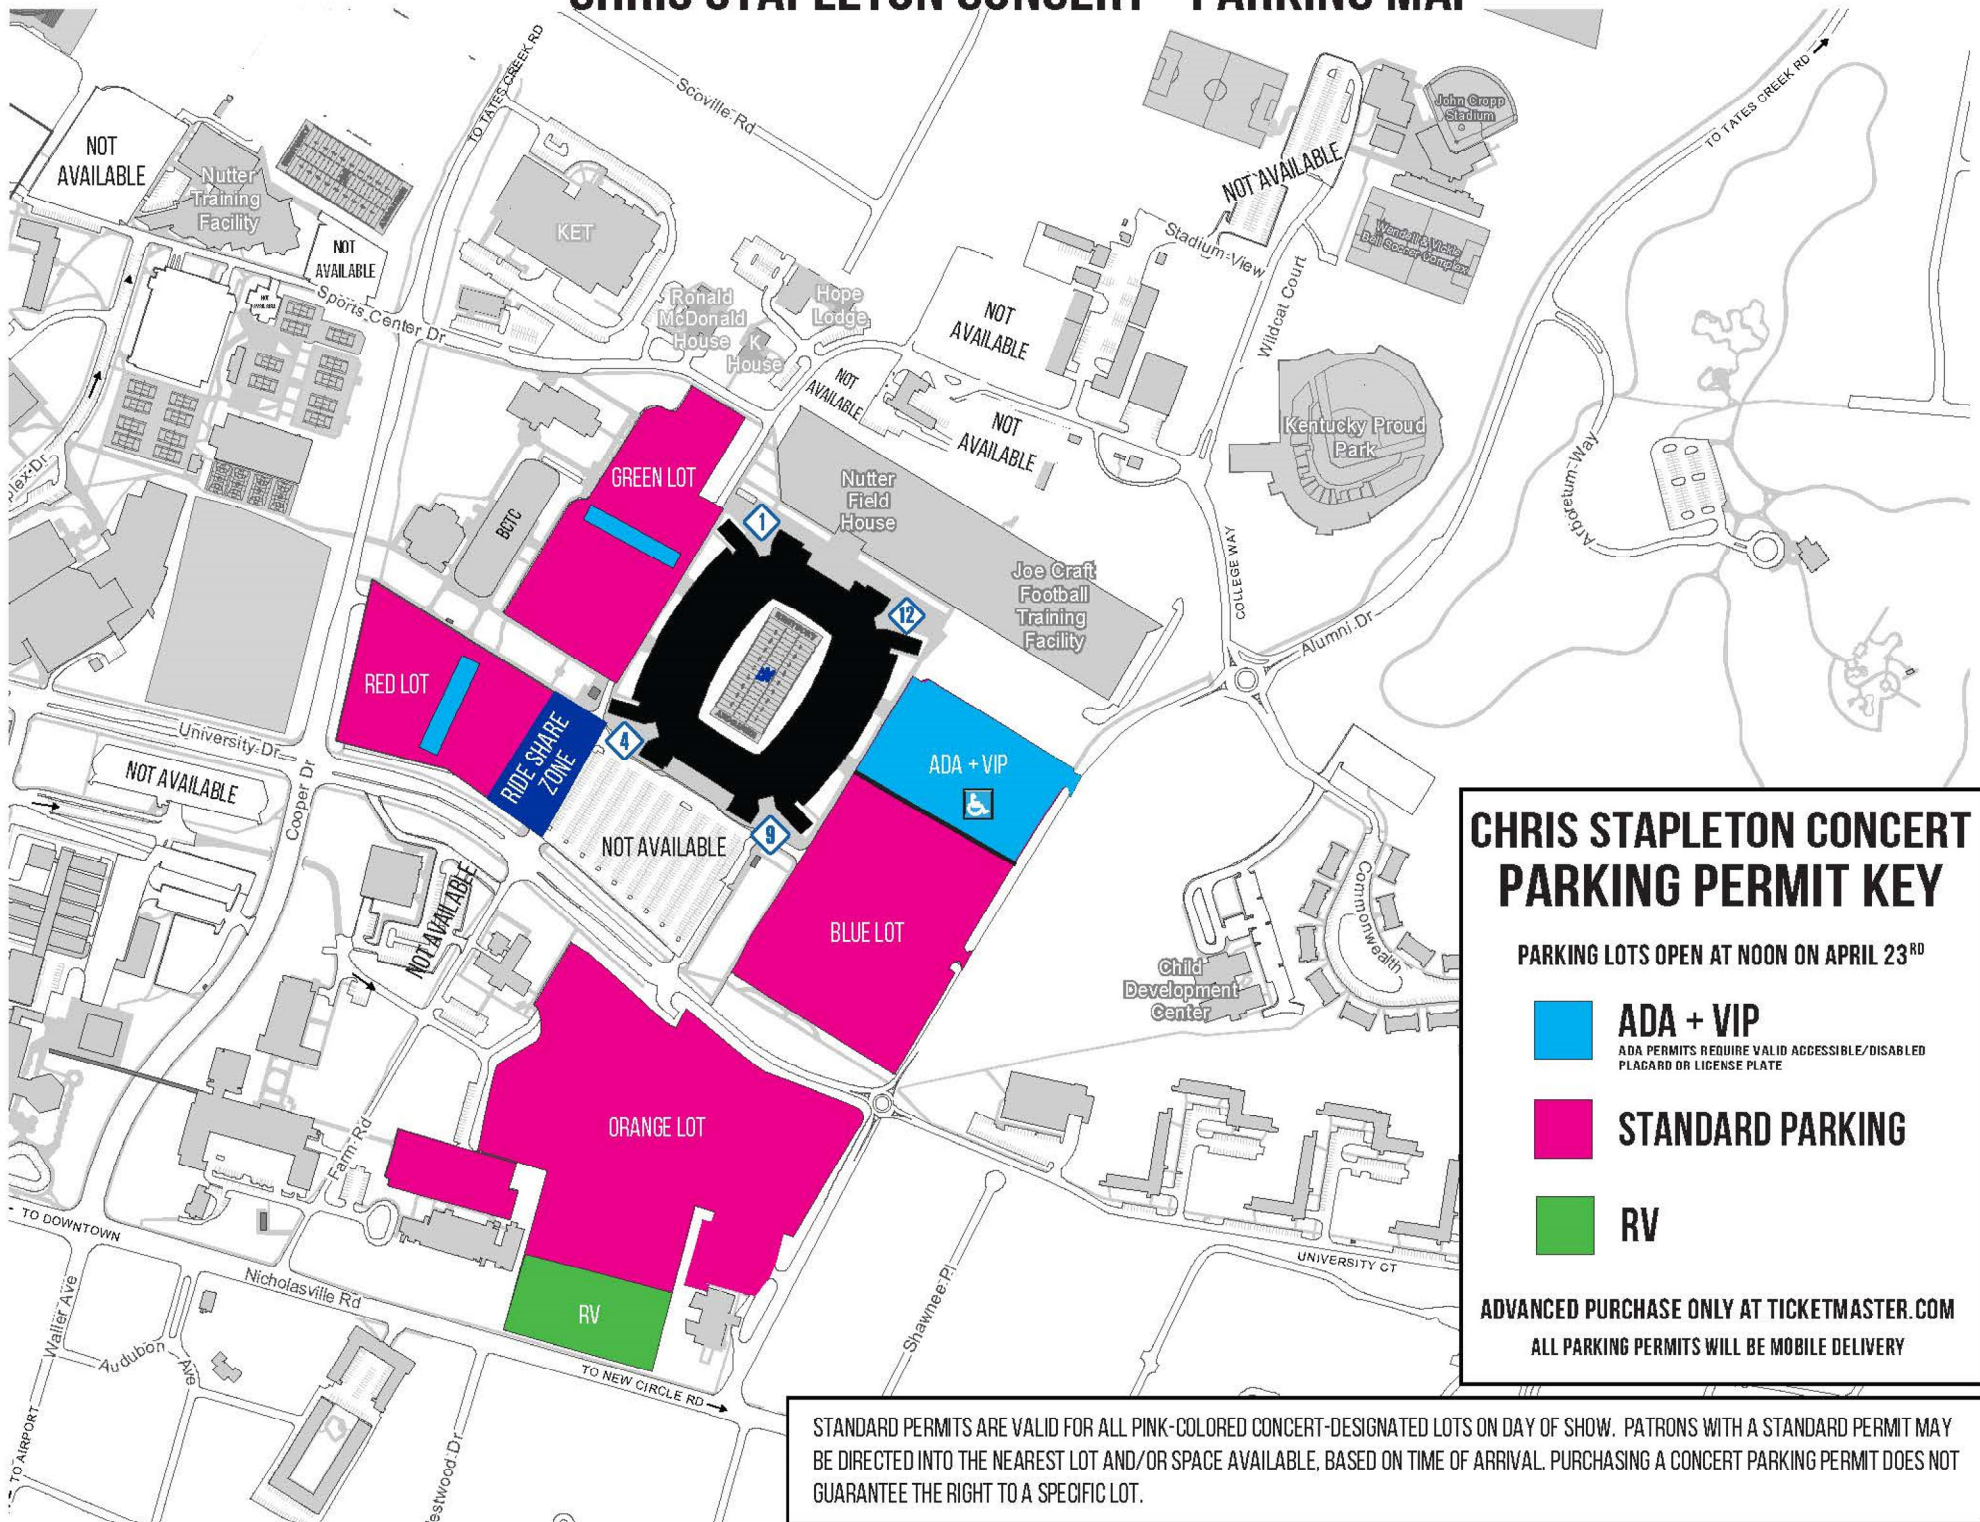 CHRIS STAPLETON CONCERT - PARKING MAP
TO TATES CREEK RD
Scoville Rd
NOT
AVAILABLE
Nutter
Training
Facility
NOT
AVAILABLE
KET
Sports Center Dr
Ronald
McDonald
House
K
House
Hope
Lodge
NOT
AVAILABLE
NOT
AVAILABLE
NOT
AVAILABLE
NOT AVAILABLE
John Cropp
Stadium
Wendell & Vickie
Bell Soccer Complex
Stadium View
Wildcat Court
TO TATES CREEK RD
Kentucky Proud
Park
Arboretum Way
COLLEGE WAY
Alumni Dr
GREEN LOT
BCTC
1
Nutter
Field
House
Joe Craft
Football
Training
Facility
12
RED LOT
RIDE SHARE
ZONE
4
9
NOT AVAILABLE
ADA + VIP
BLUE LOT
University Dr
NOT AVAILABLE
Cooper Dr
NOT AVAILABLE
Child
Development
Center
Commonwealth
ORANGE LOT
Farm Rd
RV
TO DOWNTOWN
Nicholasville Rd
Waller Ave
Audubon Ave
TO AIRPORT
TO NEW CIRCLE RD
Shawnee Pl
UNIVERSITY CT
CHRIS STAPLETON CONCERT
PARKING PERMIT KEY
PARKING LOTS OPEN AT NOON ON APRIL 23RD
ADA + VIP
ADA PERMITS REQUIRE VALID ACCESSIBLE/DISABLED
PLACARD OR LICENSE PLATE
STANDARD PARKING
RV
ADVANCED PURCHASE ONLY AT TICKETMASTER.COM
ALL PARKING PERMITS WILL BE MOBILE DELIVERY
STANDARD PERMITS ARE VALID FOR ALL PINK-COLORED CONCERT-DESIGNATED LOTS ON DAY OF SHOW. PATRONS WITH A STANDARD PERMIT MAY
BE DIRECTED INTO THE NEAREST LOT AND/OR SPACE AVAILABLE, BASED ON TIME OF ARRIVAL. PURCHASING A CONCERT PARKING PERMIT DOES NOT
GUARANTEE THE RIGHT TO A SPECIFIC LOT.